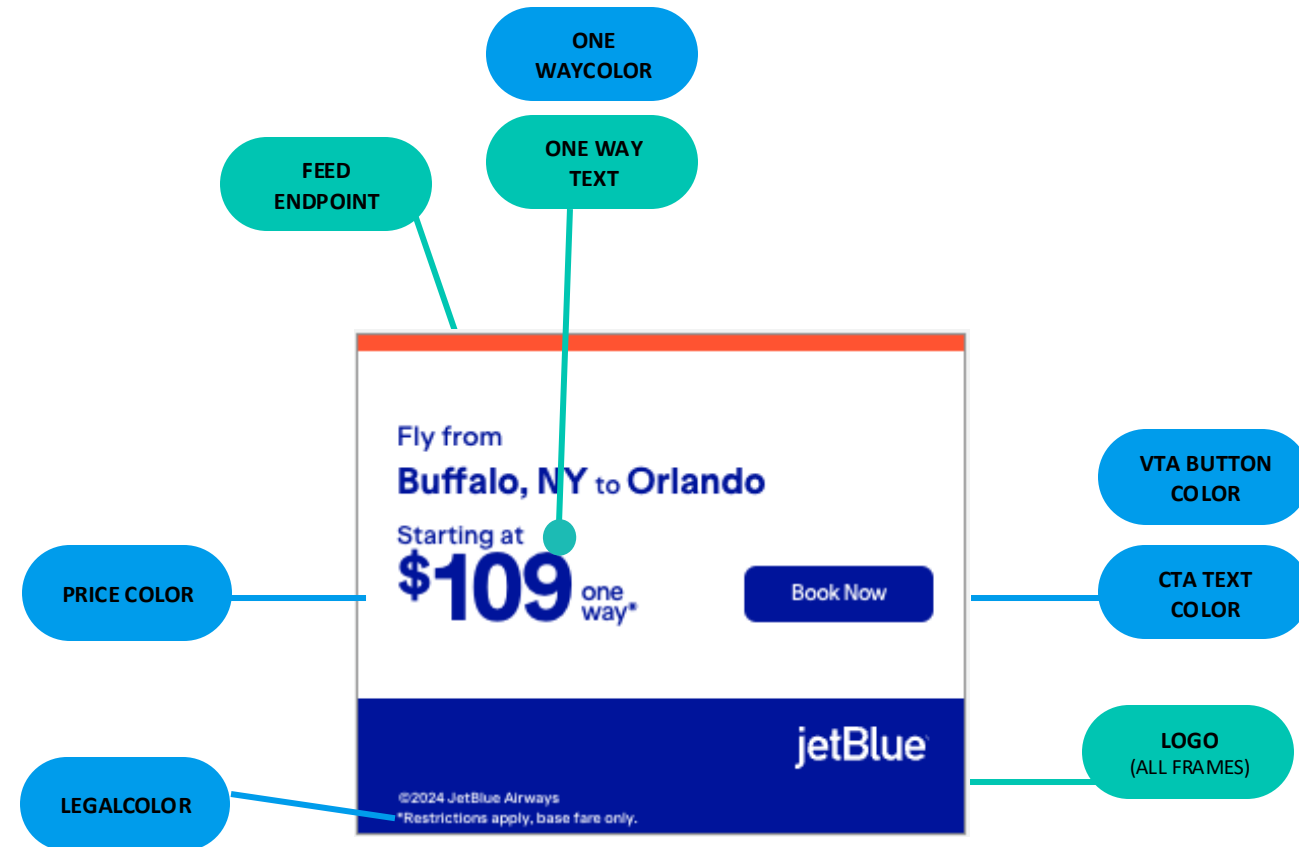 ONE
WAYCOLOR
ONE WAY
TEXT
FEED
ENDPOINT
Fly from
Buffalo, NY to Orlando
Starting at
$109 one
way*
Book Now
VTA BUTTON
COLOR
PRICE COLOR
CTA TEXT
COLOR
jetBlue
LOGO
(ALL FRAMES)
LEGALCOLOR
©2024 JetBlue Airways
*Restrictions apply, base fare only.